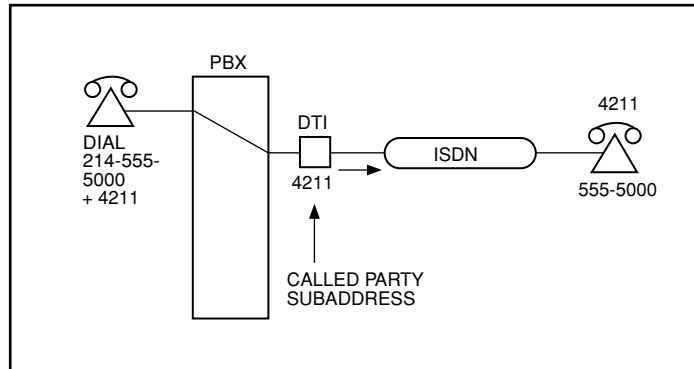 PBX
DIAL
214-555-
5000
+ 4211
DTI
4211
CALLED PARTY
SUBADDRESS
ISDN
4211
555-5000